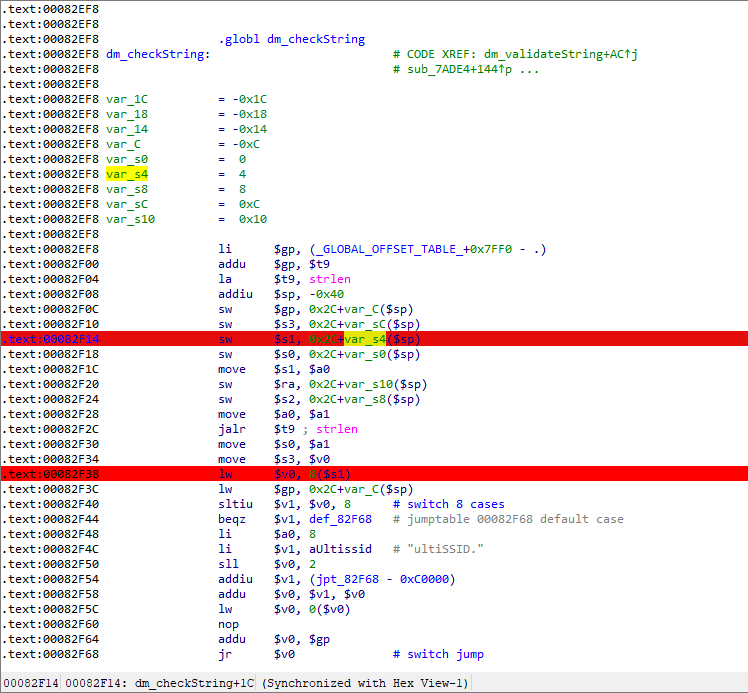 .text:00082EF8
.text:00082EF8
.text:00082EF8 .globl dm_checkString
.text:00082EF8 dm_checkString: # CODE XREF: dm_validateString+AC↑j
.text:00082EF8 # sub_7ADE4+144↑p ...
.text:00082EF8
.text:00082EF8 var_1C = -0x1C
.text:00082EF8 var_18 = -0x18
.text:00082EF8 var_14 = -0x14
.text:00082EF8 var_C = -0xC
.text:00082EF8 var_s0 = 0
.text:00082EF8 var_s4 = 4
.text:00082EF8 var_s8 = 8
.text:00082EF8 var_sC = 0xC
.text:00082EF8 var_s10 = 0x10
.text:00082EF8
.text:00082EF8 li $gp, (_GLOBAL_OFFSET_TABLE_+0x7FF0 - .)
.text:00082F00 addu $gp, $t9
.text:00082F04 la $t9, strlen
.text:00082F08 addiu $sp, -0x40
.text:00082F0C sw $gp, 0x2C+var_C($sp)
.text:00082F10 sw $s3, 0x2C+var_sC($sp)
.text:00082F14 sw $s1, 0x2C+var_s4($sp)
.text:00082F18 sw $s0, 0x2C+var_s0($sp)
.text:00082F1C move $s1, $a0
.text:00082F20 sw $ra, 0x2C+var_s10($sp)
.text:00082F24 sw $s2, 0x2C+var_s8($sp)
.text:00082F28 move $a0, $a1
.text:00082F2C jalr $t9 ; strlen
.text:00082F30 move $s0, $a1
.text:00082F34 move $s3, $v0
.text:00082F38 lw $v0, 8($s1)
.text:00082F3C lw $gp, 0x2C+var_C($sp)
.text:00082F40 sltiu $v1, $v0, 8 # switch 8 cases
.text:00082F44 beqz $v1, def_82F68 # jumptable 00082F68 default case
.text:00082F48 li $a0, 8
.text:00082F4C li $v1, aUltissid # "ultiSSID."
.text:00082F50 sll $v0, 2
.text:00082F54 addiu $v1, (jpt_82F68 - 0xC0000)
.text:00082F58 addu $v0, $v1, $v0
.text:00082F5C lw $v0, 0($v0)
.text:00082F60 nop
.text:00082F64 addu $v0, $gp
.text:00082F68 jr $v0 # switch jump
00082F14 00082F14: dm_checkString+1C (Synchronized with Hex View-1)